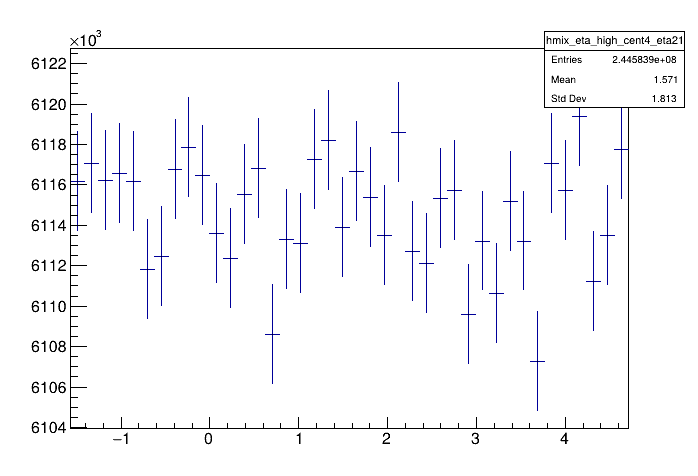 ×10³
hmix_eta_high_cent4_eta21
Entries 2.445839e+08
Mean 1.571
Std Dev 1.813
6122
6120
6118
6116
6114
6112
6110
6108
6106
6104
−1 0 1 2 3 4